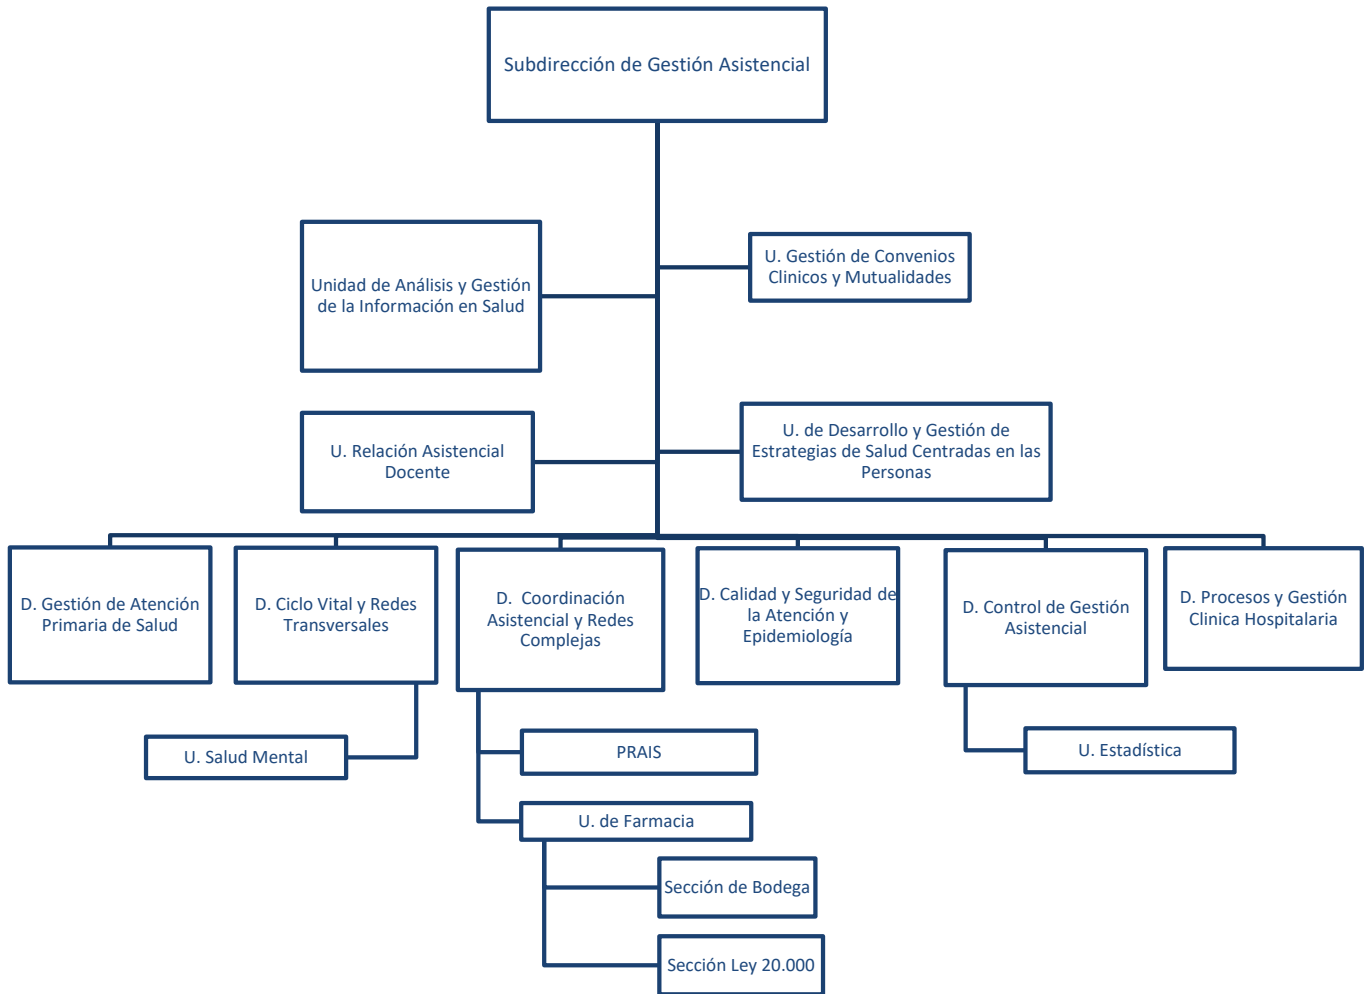 Subdirección de Gestión Asistencial
Unidad de Análisis y Gestión
de la Información en Salud
U. Gestión de Convenios
Clinicos y Mutualidades
U. Relación Asistencial
Docente
U. de Desarrollo y Gestión de
Estrategias de Salud Centradas en las
Personas
D. Gestión de Atención
Primaria de Salud
D. Ciclo Vital y Redes
Transversales
D. Coordinación
Asistencial y Redes
Complejas
D. Calidad y Seguridad de
la Atención y
Epidemiología
D. Control de Gestión
Asistencial
D. Procesos y Gestión
Clinica Hospitalaria
U. Salud Mental
PRAIS
U. Estadística
U. de Farmacia
Sección de Bodega
Sección Ley 20.000